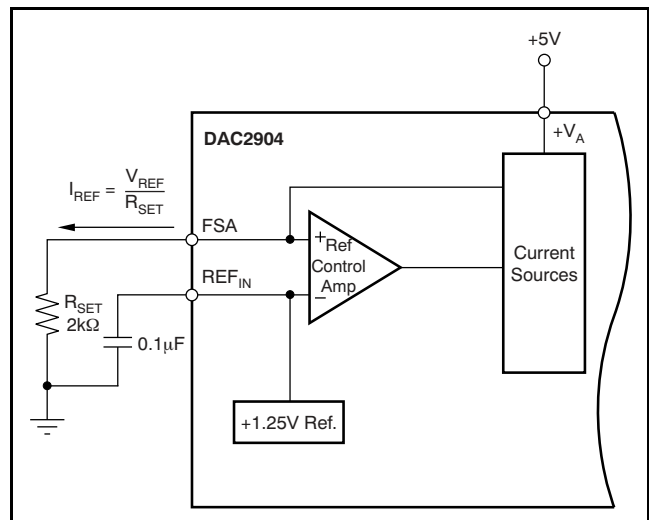 +5V
+V_A
DAC2904
I_REF = V_REF / R_SET
FSA
+ Ref
Control
Amp
−
REF_IN
Current
Sources
R_SET
2kΩ
0.1µF
+1.25V Ref.